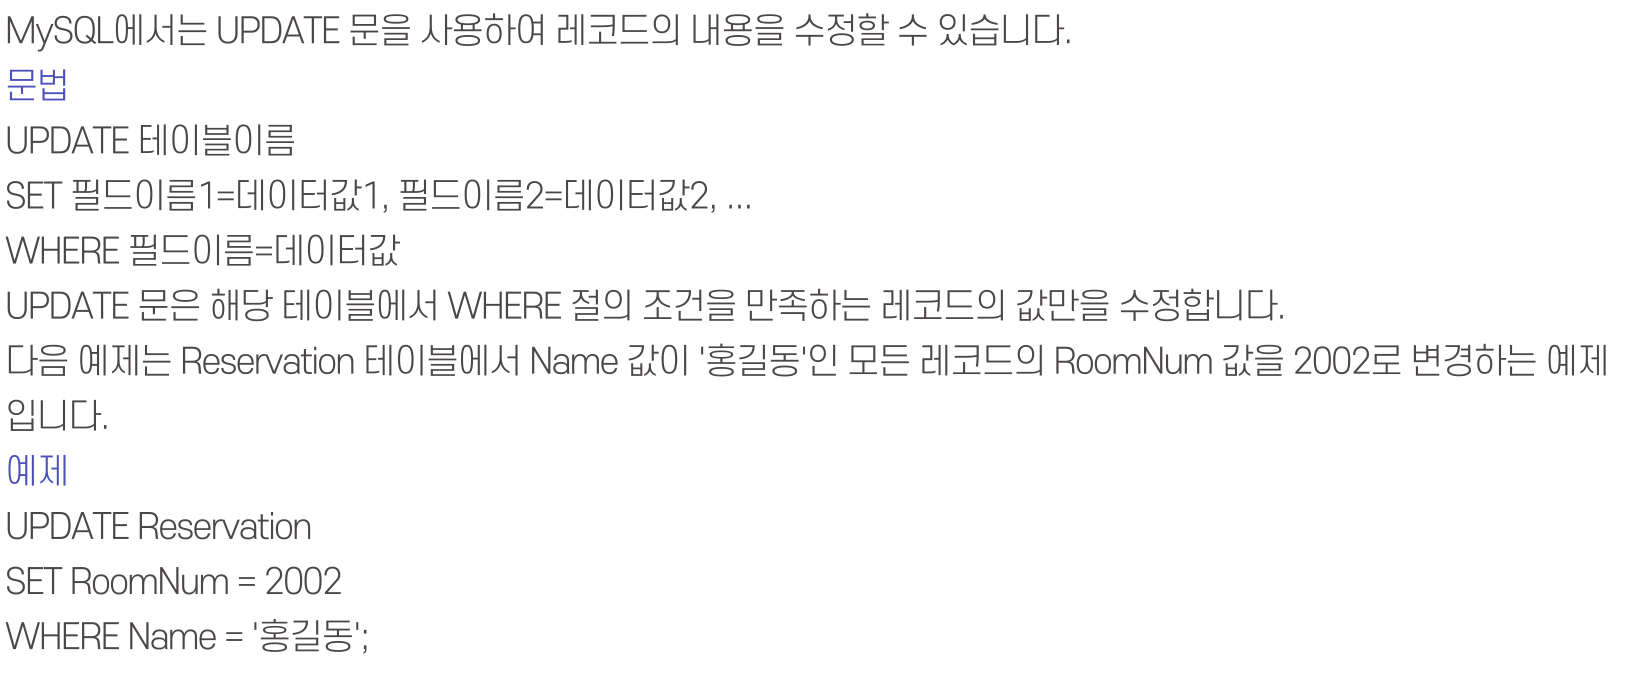 MySQL에서는 UPDATE 문을 사용하여 레코드의 내용을 수정할 수 있습니다.
문법
UPDATE 테이블이름
SET 필드이름1=데이터값1, 필드이름2=데이터값2, ...
WHERE 필드이름=데이터값
UPDATE 문은 해당 테이블에서 WHERE 절의 조건을 만족하는 레코드의 값만을 수정합니다.
다음 예제는 Reservation 테이블에서 Name 값이 '홍길동'인 모든 레코드의 RoomNum 값을 2002로 변경하는 예제
입니다.
예제
UPDATE Reservation
SET RoomNum = 2002
WHERE Name = '홍길동';